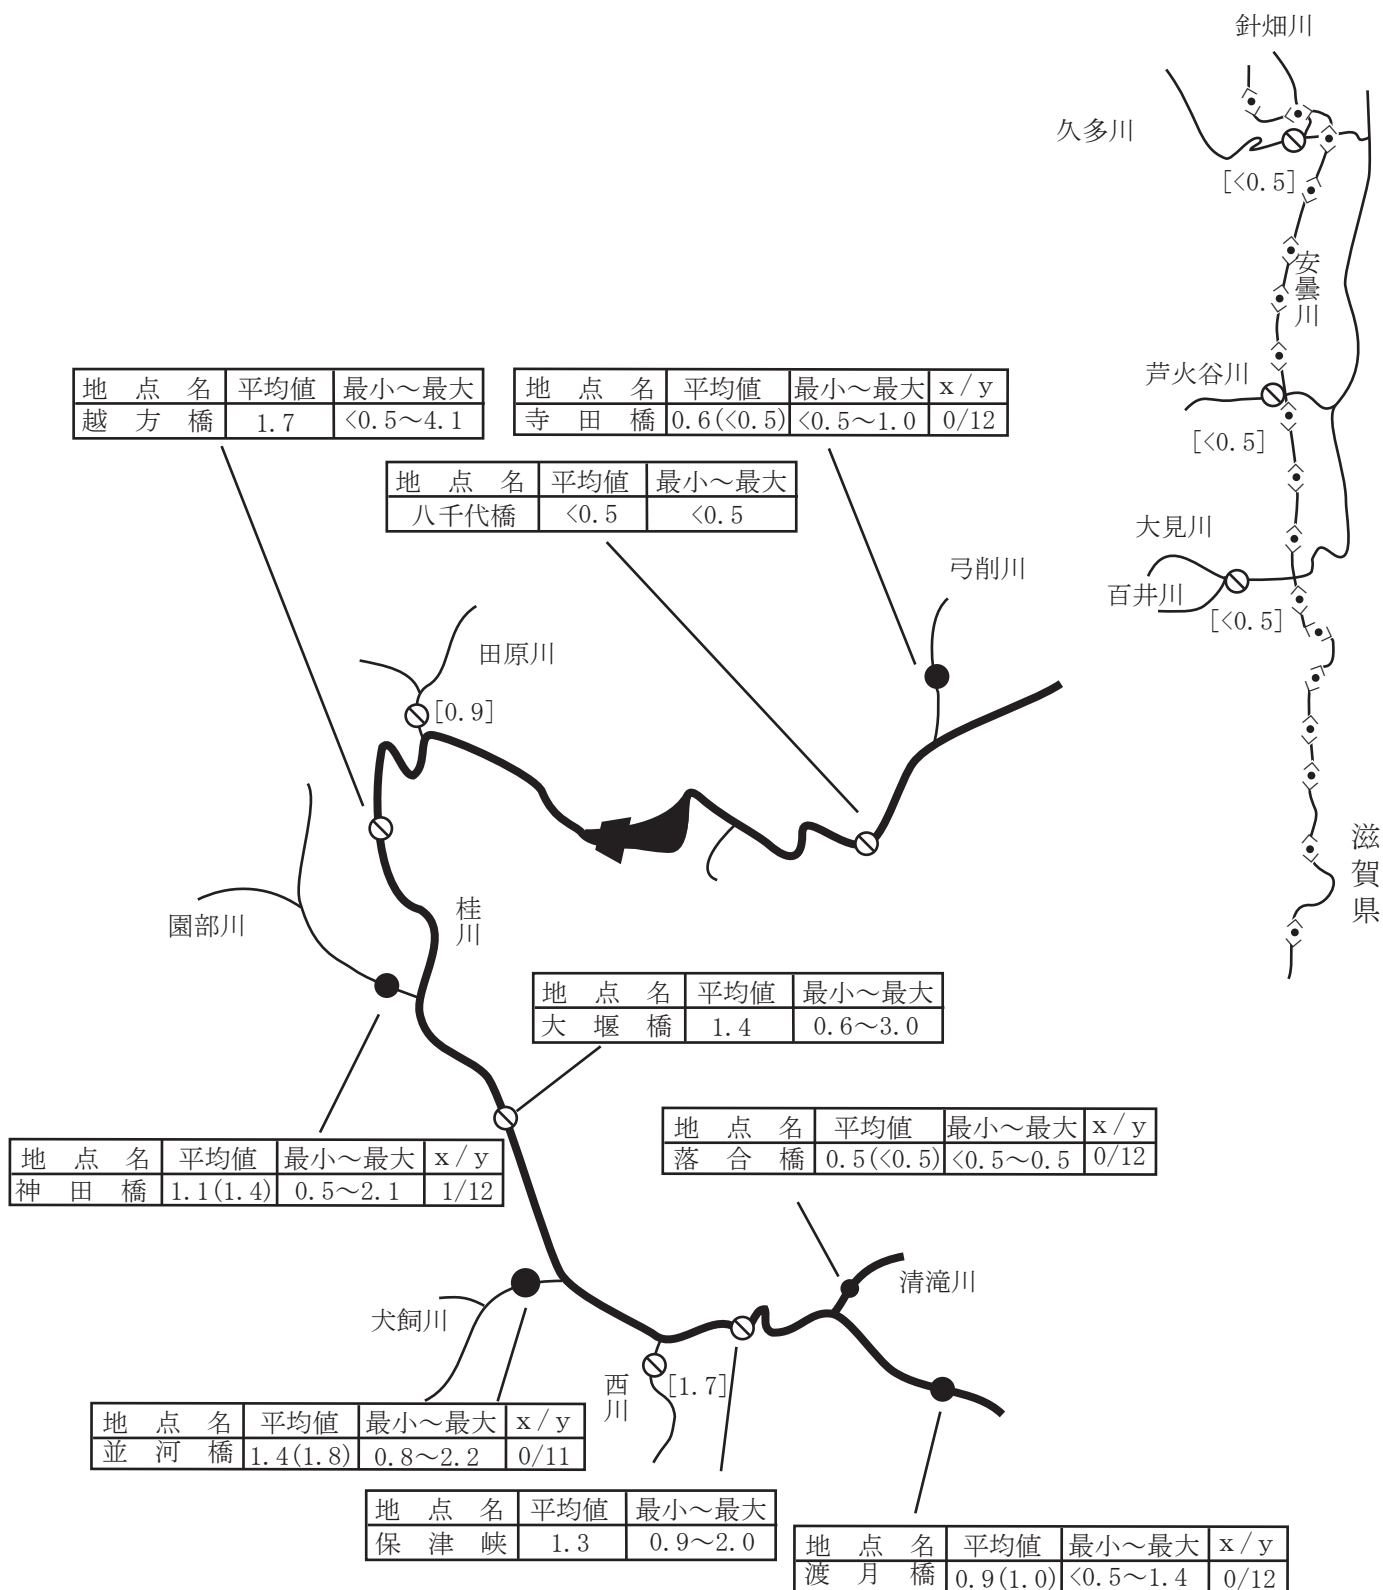 針畑川
久多川
[<0.5]
安曇川
芦火谷川
[<0.5]
大見川
百井川
[<0.5]
滋賀県
地点名 平均値 最小～最大
越方橋 1.7 <0.5～4.1
地点名 平均値 最小～最大 x/y
寺田橋 0.6(<0.5) <0.5～1.0 0/12
地点名 平均値 最小～最大
八千代橋 <0.5 <0.5
弓削川
田原川
[0.9]
園部川
桂川
地点名 平均値 最小～最大
大堰橋 1.4 0.6～3.0
地点名 平均値 最小～最大 x/y
神田橋 1.1(1.4) 0.5～2.1 1/12
地点名 平均値 最小～最大 x/y
落合橋 0.5(<0.5) <0.5～0.5 0/12
清滝川
犬飼川
西川
[1.7]
地点名 平均値 最小～最大 x/y
並河橋 1.4(1.8) 0.8～2.2 0/11
地点名 平均値 最小～最大
保津峡 1.3 0.9～2.0
地点名 平均値 最小～最大 x/y
渡月橋 0.9(1.0) <0.5～1.4 0/12